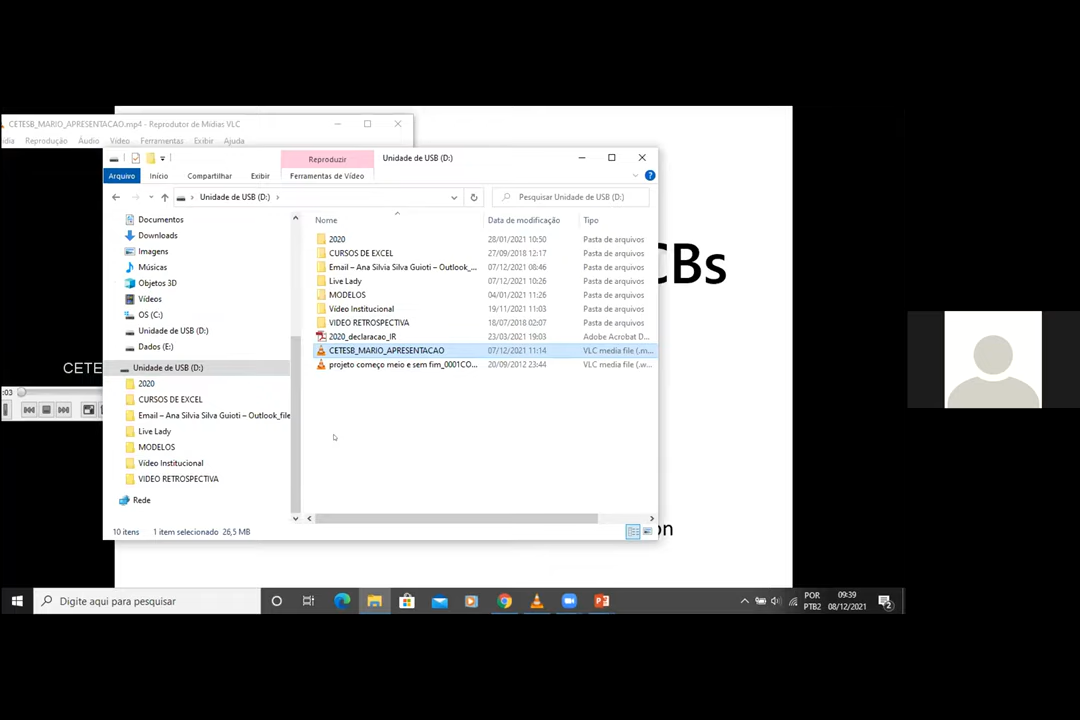 CETESB_MARIO_APRESENTACAO.mp4 - Reprodutor de Mídias VLC
ídia Reprodução Áudio Vídeo Ferramentas Exibir Ajuda
Reproduzir Unidade de USB (D:)
Arquivo Início Compartilhar Exibir Ferramentas de Vídeo
Unidade de USB (D:) Pesquisar Unidade de USB (D:)
Nome Data de modificação Tipo
Documentos
Downloads
Imagens
Músicas
Objetos 3D
Vídeos
OS (C:)
Unidade de USB (D:)
Dados (E:)
Unidade de USB (D:)
2020
CURSOS DE EXCEL
Email – Ana Silvia Silva Guioti – Outlook_file
Live Lady
MODELOS
Vídeo Institucional
VIDEO RETROSPECTIVA
Rede
2020 28/01/2021 10:50 Pasta de arquivos
CURSOS DE EXCEL 27/09/2018 12:17 Pasta de arquivos
Email – Ana Silvia Silva Guioti – Outlook_... 07/12/2021 08:46 Pasta de arquivos
Live Lady 07/12/2021 10:26 Pasta de arquivos
MODELOS 04/01/2021 11:26 Pasta de arquivos
Vídeo Institucional 19/11/2021 11:03 Pasta de arquivos
VIDEO RETROSPECTIVA 18/07/2018 02:07 Pasta de arquivos
2020_declaracao_IR 23/03/2021 19:03 Adobe Acrobat D...
CETESB_MARIO_APRESENTACAO 07/12/2021 11:14 VLC media file (.m...
projeto começo meio e sem fim_0001CO... 20/09/2012 23:44 VLC media file (.w...
10 itens 1 item selecionado 26,5 MB
CETE
:03
CBs
on
Digite aqui para pesquisar
POR
PTB2
09:39
08/12/2021
2